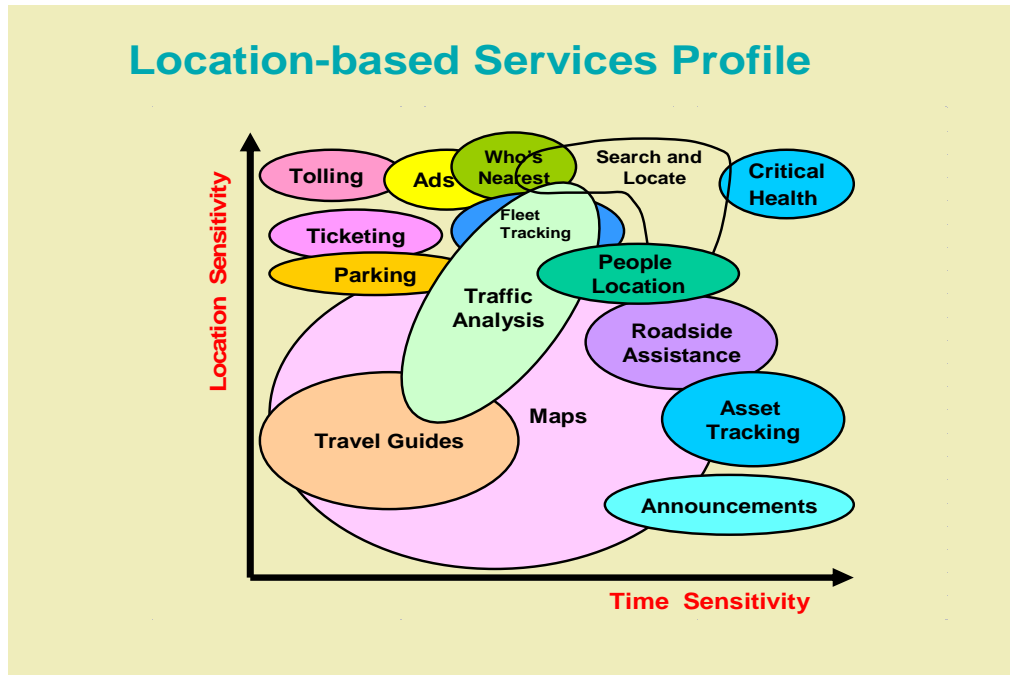 Location-based Services Profile
Location Sensitivity
Tolling
Ads
Who's
Nearest
Search and
Locate
Critical
Health
Ticketing
Fleet
Tracking
Parking
People
Location
Traffic
Analysis
Roadside
Assistance
Maps
Asset
Tracking
Travel Guides
Announcements
Time Sensitivity